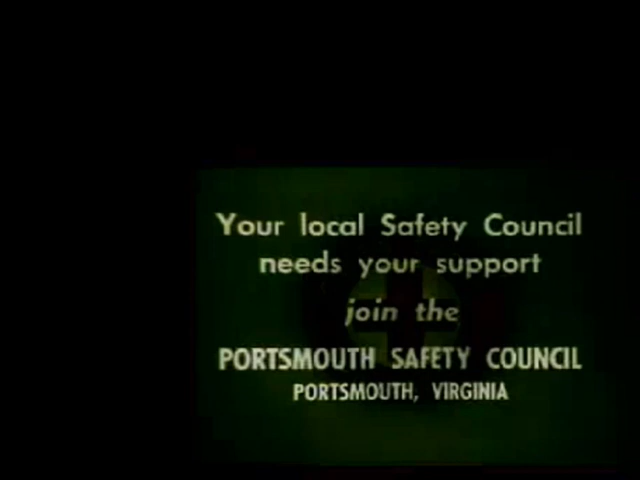 Your local Safety Council
needs your support
join the
PORTSMOUTH SAFETY COUNCIL
PORTSMOUTH, VIRGINIA